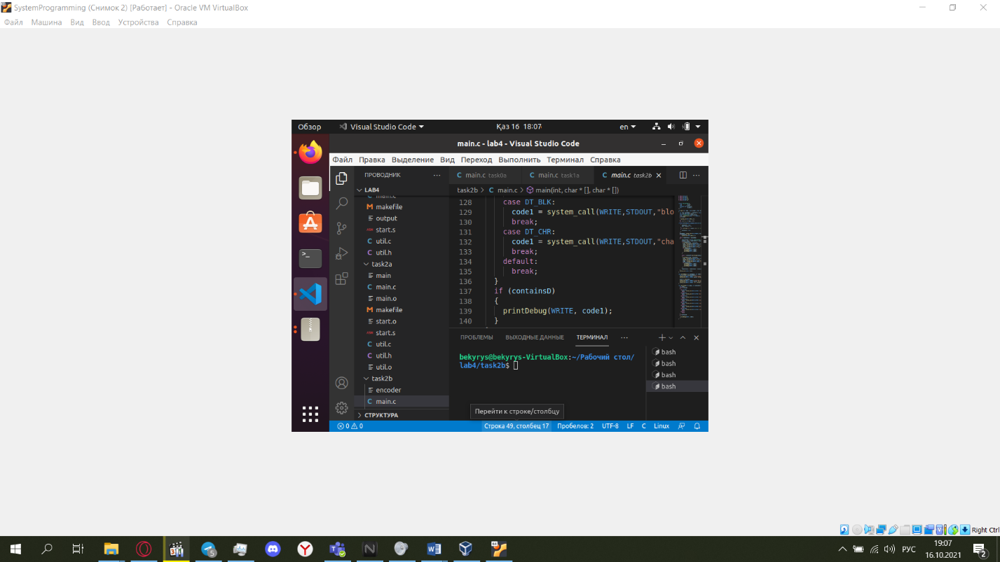 SystemProgramming (Снимок 2) [Работает] - Oracle VM VirtualBox
Файл Машина Вид Ввод Устройства Справка
Обзор Visual Studio Code Қаз 16 18:07 en
main.c - lab4 - Visual Studio Code
Файл Правка Выделение Вид Переход Выполнить Терминал Справка
ПРОВОДНИК ···
LAB4
main.c
M makefile
output
start.s
C util.c
C util.h
task2a
main
C main.c
main.o
M makefile
start.o
start.s
C util.c
C util.h
util.o
task2b
encoder
C main.c
СТРУКТУРА
C main.c task0a C main.c task1a C main.c task2b
task2b > C main.c > main(int, char * [], char * [])
128 case DT_BLK:
129 code1 = system_call(WRITE,STDOUT,"blo
130 break;
131 case DT_CHR:
132 code1 = system_call(WRITE,STDOUT,"cha
133 break;
134 default:
135 break;
136 }
137 if (containsD)
138 {
139 printDebug(WRITE, code1);
140 }
ПРОБЛЕМЫ ВЫХОДНЫЕ ДАННЫЕ ТЕРМИНАЛ ···
bekyrys@bekyrys-VirtualBox:~/Рабочий стол/
lab4/task2b$
bash
bash
bash
bash
Перейти к строке/столбцу
0 0 Строка 49, столбец 17 Пробелов: 2 UTF-8 LF C Linux
Right Ctrl
РУС 19:07
16.10.2021
2